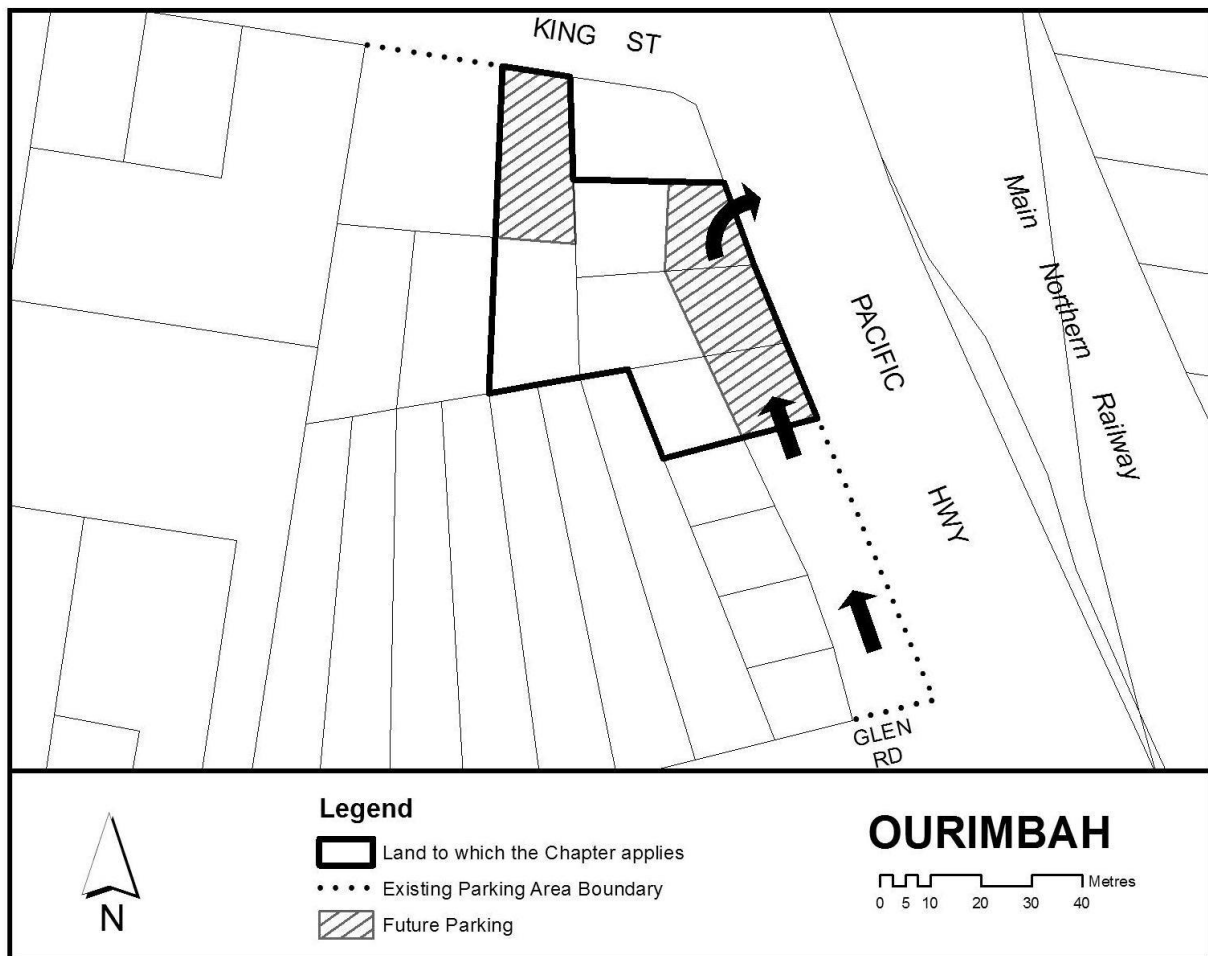 KING ST
Main Northern Railway
PACIFIC HWY
GLEN
RD
Legend
Land to which the Chapter applies
Existing Parking Area Boundary
Future Parking
N
OURIMBAH
Metres
0 5 10 20 30 40